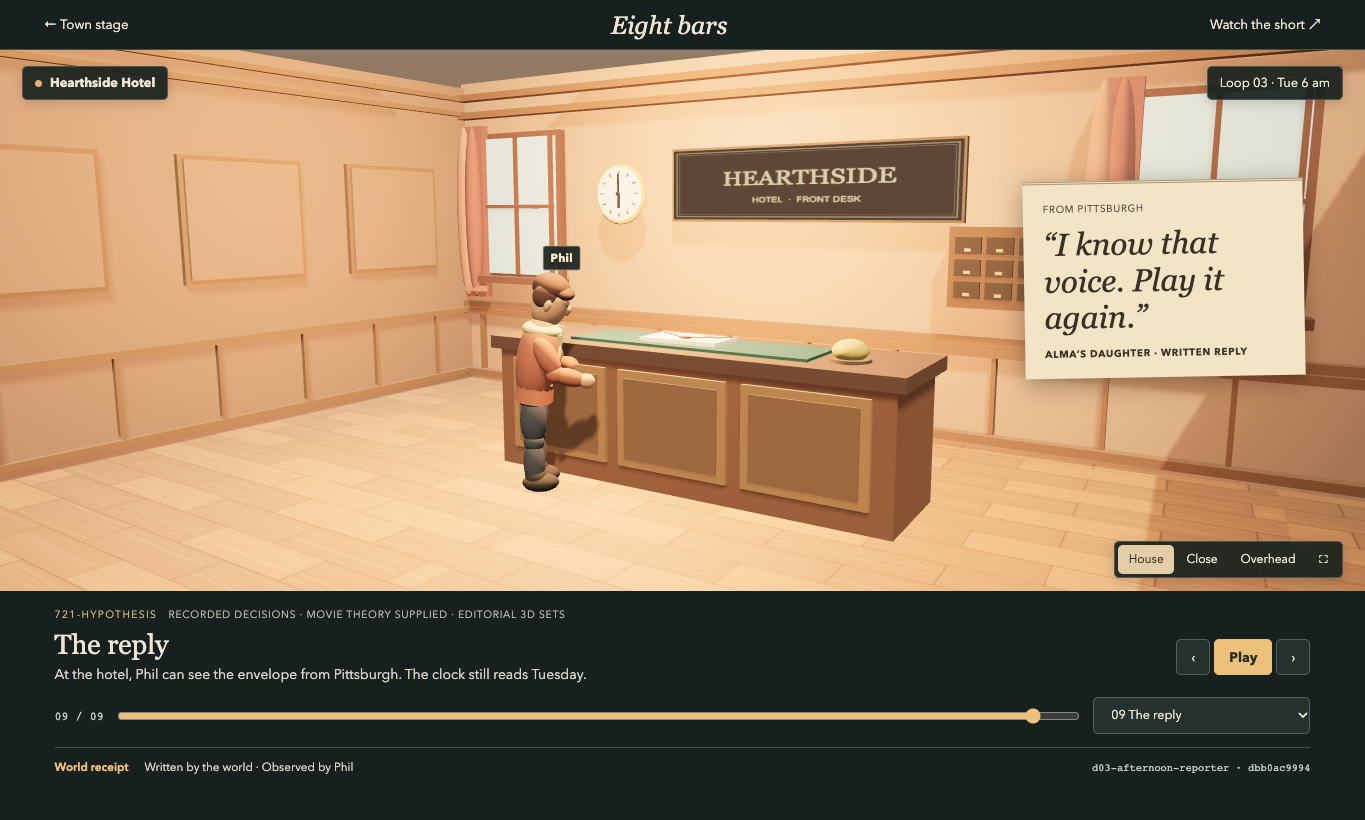 ← Town stage
Eight bars
Watch the short ↗
Hearthside Hotel
Loop 03 · Tue 6 am
HEARTHSIDE
HOTEL · FRONT DESK
Phil
FROM PITTSBURGH
“I know that
voice. Play it
again.”
ALMA’S DAUGHTER · WRITTEN REPLY
House
Close
Overhead
721-HYPOTHESIS RECORDED DECISIONS · MOVIE THEORY SUPPLIED · EDITORIAL 3D SETS
The reply
At the hotel, Phil can see the envelope from Pittsburgh. The clock still reads Tuesday.
‹ Play ›
09 / 09
09 The reply
World receipt Written by the world · Observed by Phil
d03-afternoon-reporter · dbb0ac9994